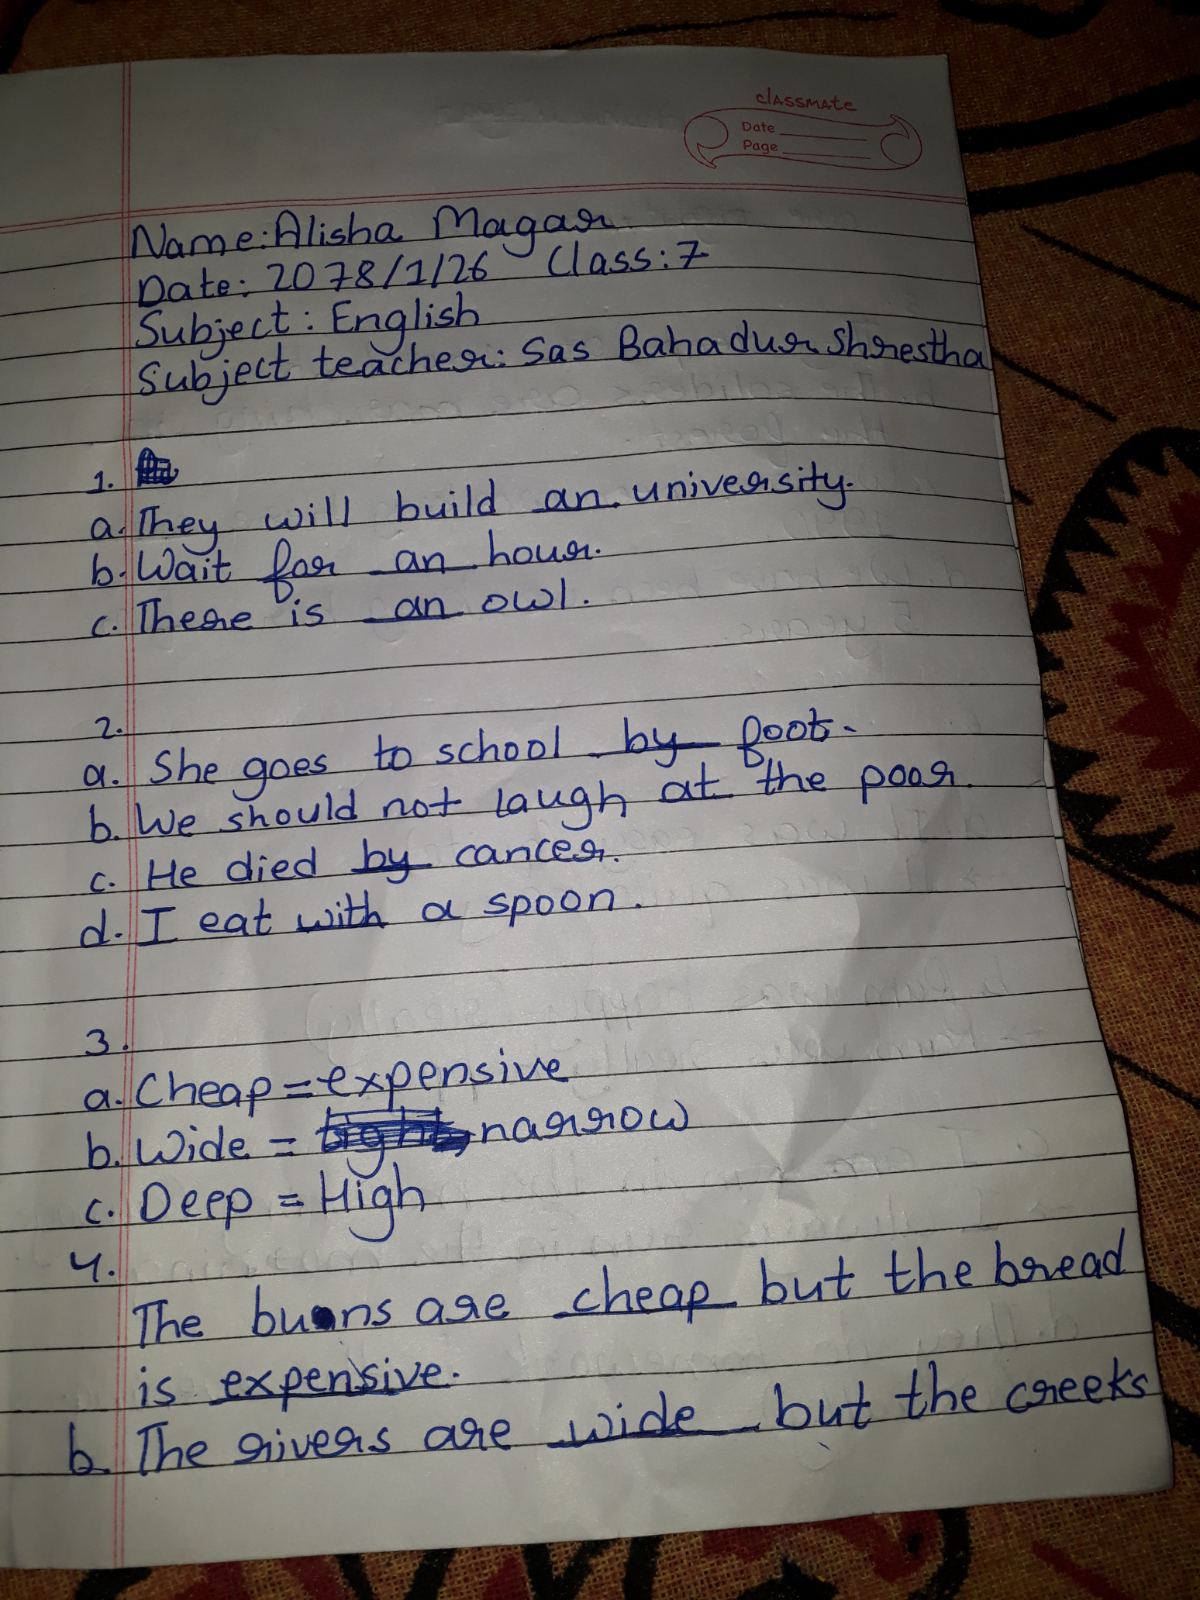 classmate
Date
Page
Name: Alisha Magar
Date: 2078/1/26 Class: 7
Subject: English
Subject teacher: Sas Bahadur Shrestha
1.
a. They will build an university.
b. Wait for an hour.
c. There is an owl.
2.
a. She goes to school by foot.
b. We should not laugh at the poor.
c. He died by cancer.
d. I eat with a spoon.
3.
a. Cheap = expensive
b. Wide = narrow
c. Deep = High
4.
The buns are cheap but the bread
is expensive.
b. The rivers are wide but the creeks